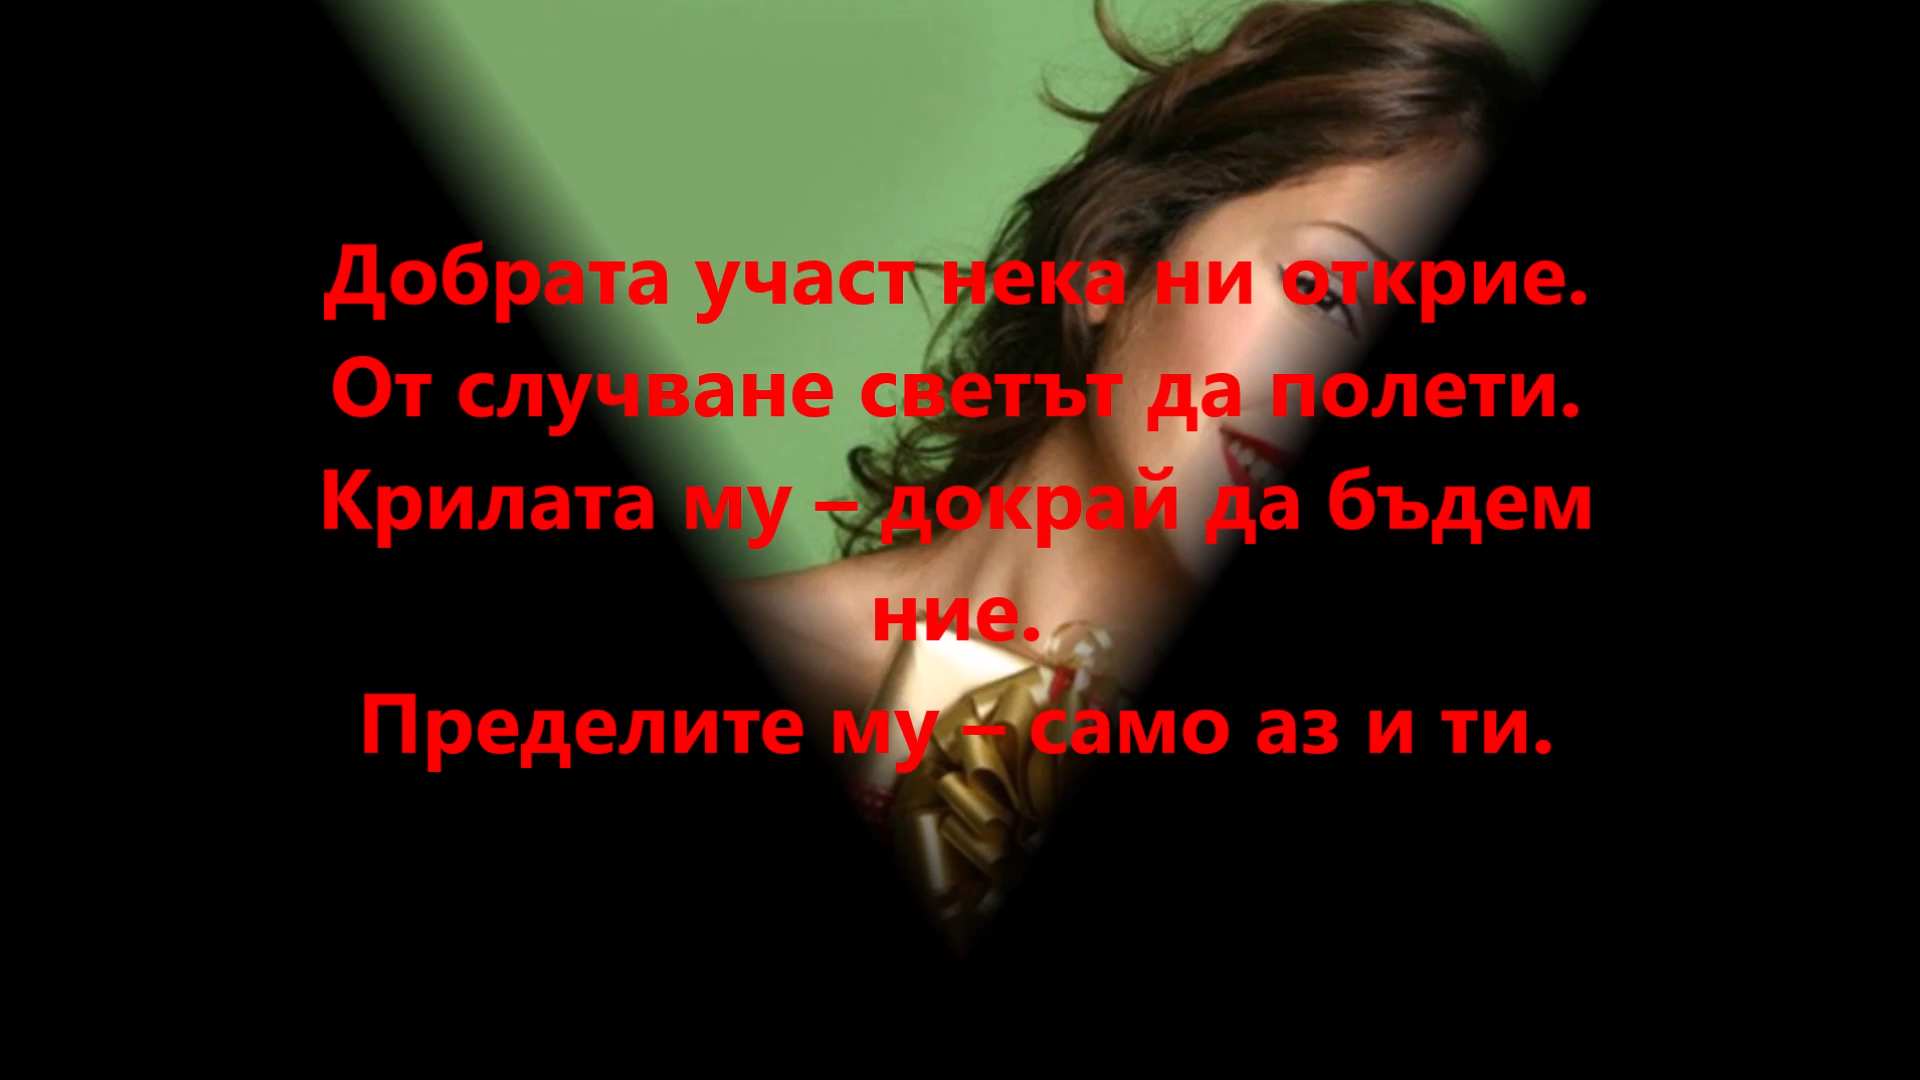 Добрата участ нека ни открие.
От случване светът да полети.
Крилата му – докрай да бъдем
ние.
Пределите му – само аз и ти.